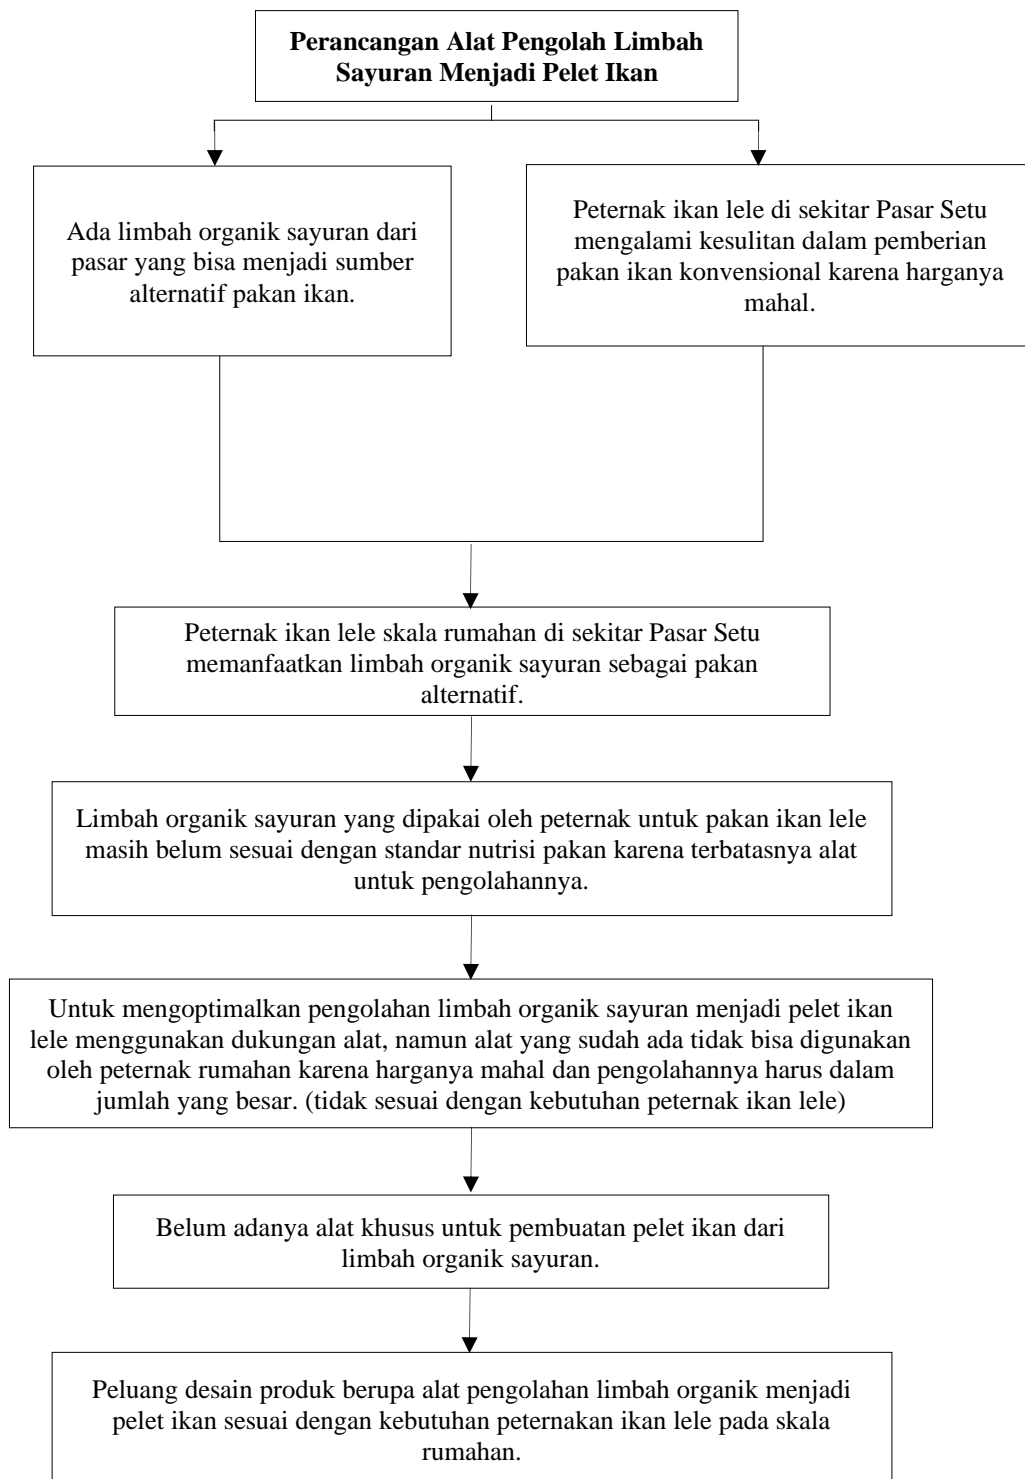 Perancangan Alat Pengolah Limbah
Sayuran Menjadi Pelet Ikan
Ada limbah organik sayuran dari
pasar yang bisa menjadi sumber
alternatif pakan ikan.
Peternak ikan lele di sekitar Pasar Setu
mengalami kesulitan dalam pemberian
pakan ikan konvensional karena harganya
mahal.
Peternak ikan lele skala rumahan di sekitar Pasar Setu
memanfaatkan limbah organik sayuran sebagai pakan
alternatif.
Limbah organik sayuran yang dipakai oleh peternak untuk pakan ikan lele
masih belum sesuai dengan standar nutrisi pakan karena terbatasnya alat
untuk pengolahannya.
Untuk mengoptimalkan pengolahan limbah organik sayuran menjadi pelet ikan
lele menggunakan dukungan alat, namun alat yang sudah ada tidak bisa digunakan
oleh peternak rumahan karena harganya mahal dan pengolahannya harus dalam
jumlah yang besar. (tidak sesuai dengan kebutuhan peternak ikan lele)
Belum adanya alat khusus untuk pembuatan pelet ikan dari
limbah organik sayuran.
Peluang desain produk berupa alat pengolahan limbah organik menjadi
pelet ikan sesuai dengan kebutuhan peternakan ikan lele pada skala
rumahan.